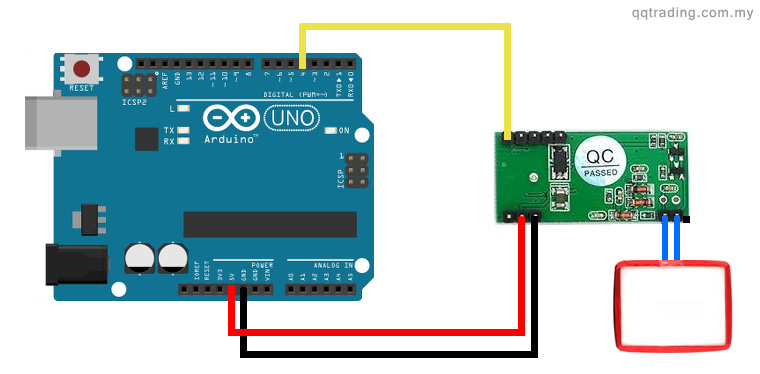 qqtrading.com.my
RESET
ICSP2
AREF
GND
13
12
~11
~10
~9
8
7
~6
~5
4
~3
2
TX0▶1
RX0◀0
DIGITAL (PWM=~)
L
TX
RX
UNO
Arduino™
ON
1
ICSP
QC
PASSED
POWER
ANALOG IN
IOREF
RESET
3V3
5V
GND
GND
VIN
A0
A1
A2
A3
A4
A5